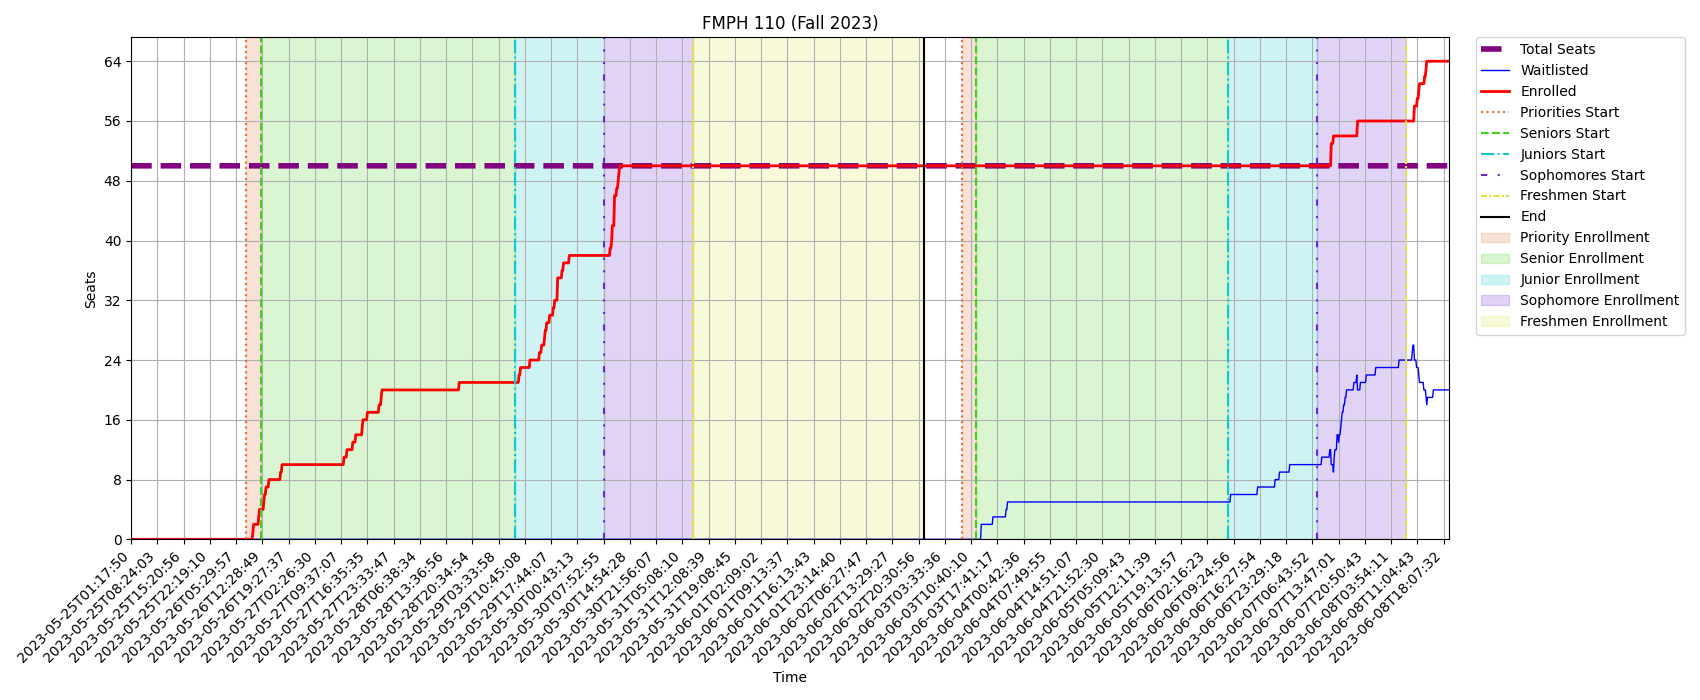 FMPH 110 (Fall 2023)
Seats
64
56
48
40
32
24
16
8
0
2023-05-25T01:17:50
2023-05-25T08:24:03
2023-05-25T15:20:56
2023-05-25T22:19:10
2023-05-26T05:29:57
2023-05-26T12:28:49
2023-05-26T19:27:37
2023-05-27T02:26:30
2023-05-27T09:37:07
2023-05-27T16:35:35
2023-05-27T23:33:47
2023-05-28T06:38:34
2023-05-28T13:36:56
2023-05-28T20:34:54
2023-05-29T03:33:58
2023-05-29T10:45:08
2023-05-29T17:44:07
2023-05-30T00:43:13
2023-05-30T07:52:55
2023-05-30T14:54:28
2023-05-30T21:56:07
2023-05-31T05:08:10
2023-05-31T12:08:39
2023-05-31T19:08:45
2023-06-01T02:09:02
2023-06-01T09:13:37
2023-06-01T16:13:43
2023-06-01T23:14:40
2023-06-02T06:27:47
2023-06-02T13:29:27
2023-06-02T20:30:56
2023-06-03T03:33:36
2023-06-03T10:40:10
2023-06-03T17:41:17
2023-06-04T00:42:36
2023-06-04T07:49:55
2023-06-04T14:51:07
2023-06-04T21:52:30
2023-06-05T05:09:43
2023-06-05T12:11:39
2023-06-05T19:13:57
2023-06-06T02:16:23
2023-06-06T09:24:56
2023-06-06T16:27:54
2023-06-06T23:29:18
2023-06-07T06:43:52
2023-06-07T13:47:01
2023-06-07T20:50:43
2023-06-08T03:54:11
2023-06-08T11:04:43
2023-06-08T18:07:32
Time
Total Seats
Waitlisted
Enrolled
Priorities Start
Seniors Start
Juniors Start
Sophomores Start
Freshmen Start
End
Priority Enrollment
Senior Enrollment
Junior Enrollment
Sophomore Enrollment
Freshmen Enrollment